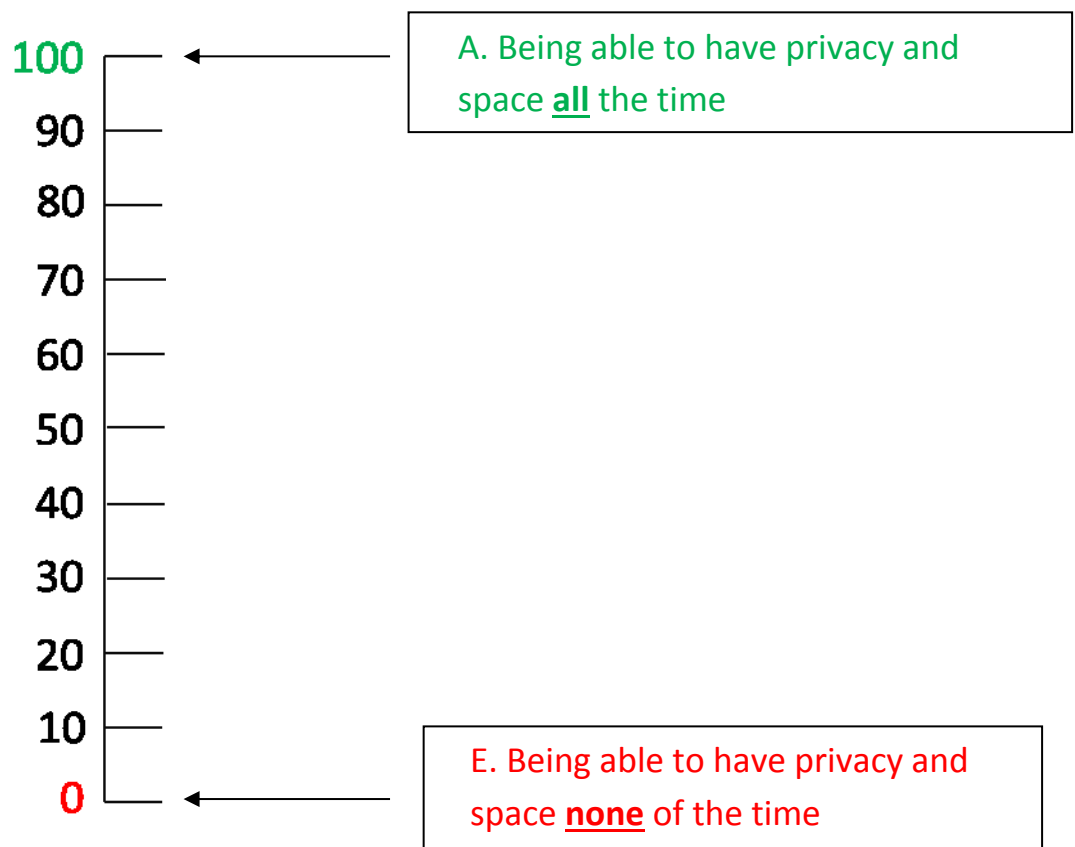 100
A. Being able to have privacy and
space all the time
90
80
70
60
50
40
30
20
10
E. Being able to have privacy and
space none of the time
0